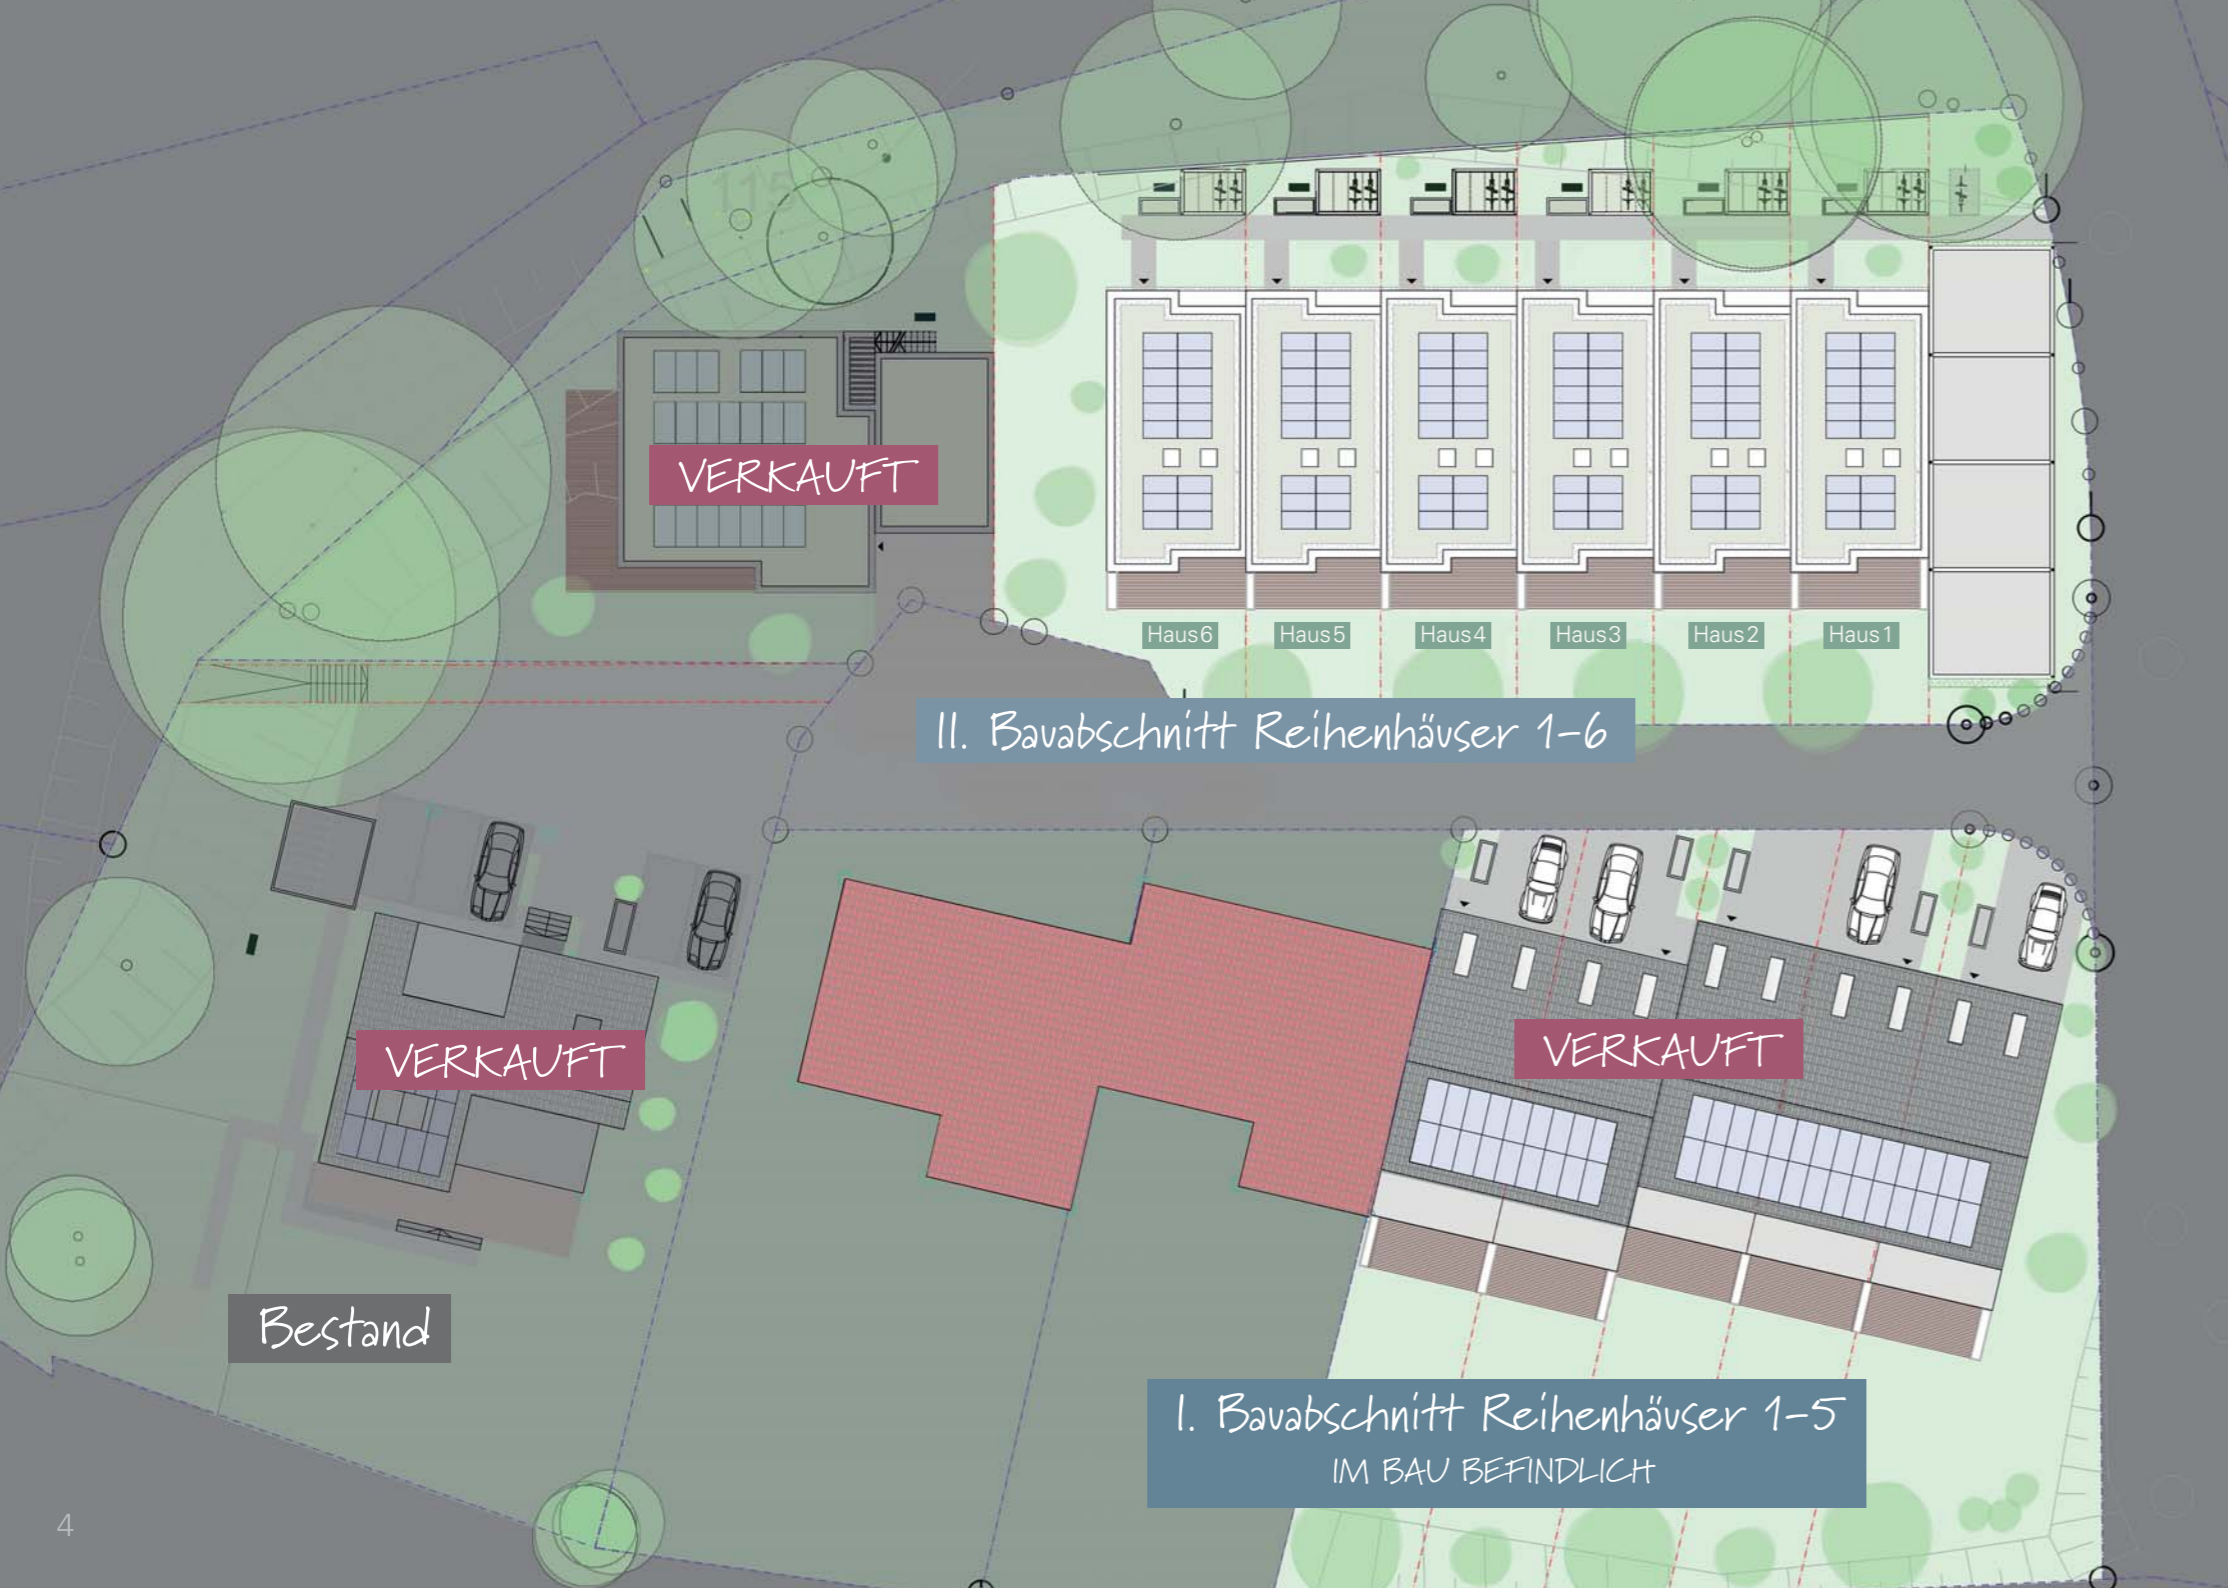 115
VERKAUFT
Haus6
Haus5
Haus4
Haus3
Haus2
Haus1
II. Bauabschnitt Reihenhäuser 1-6
VERKAUFT
VERKAUFT
Bestand
I. Bauabschnitt Reihenhäuser 1-5
IM BAU BEFINDLICH
4